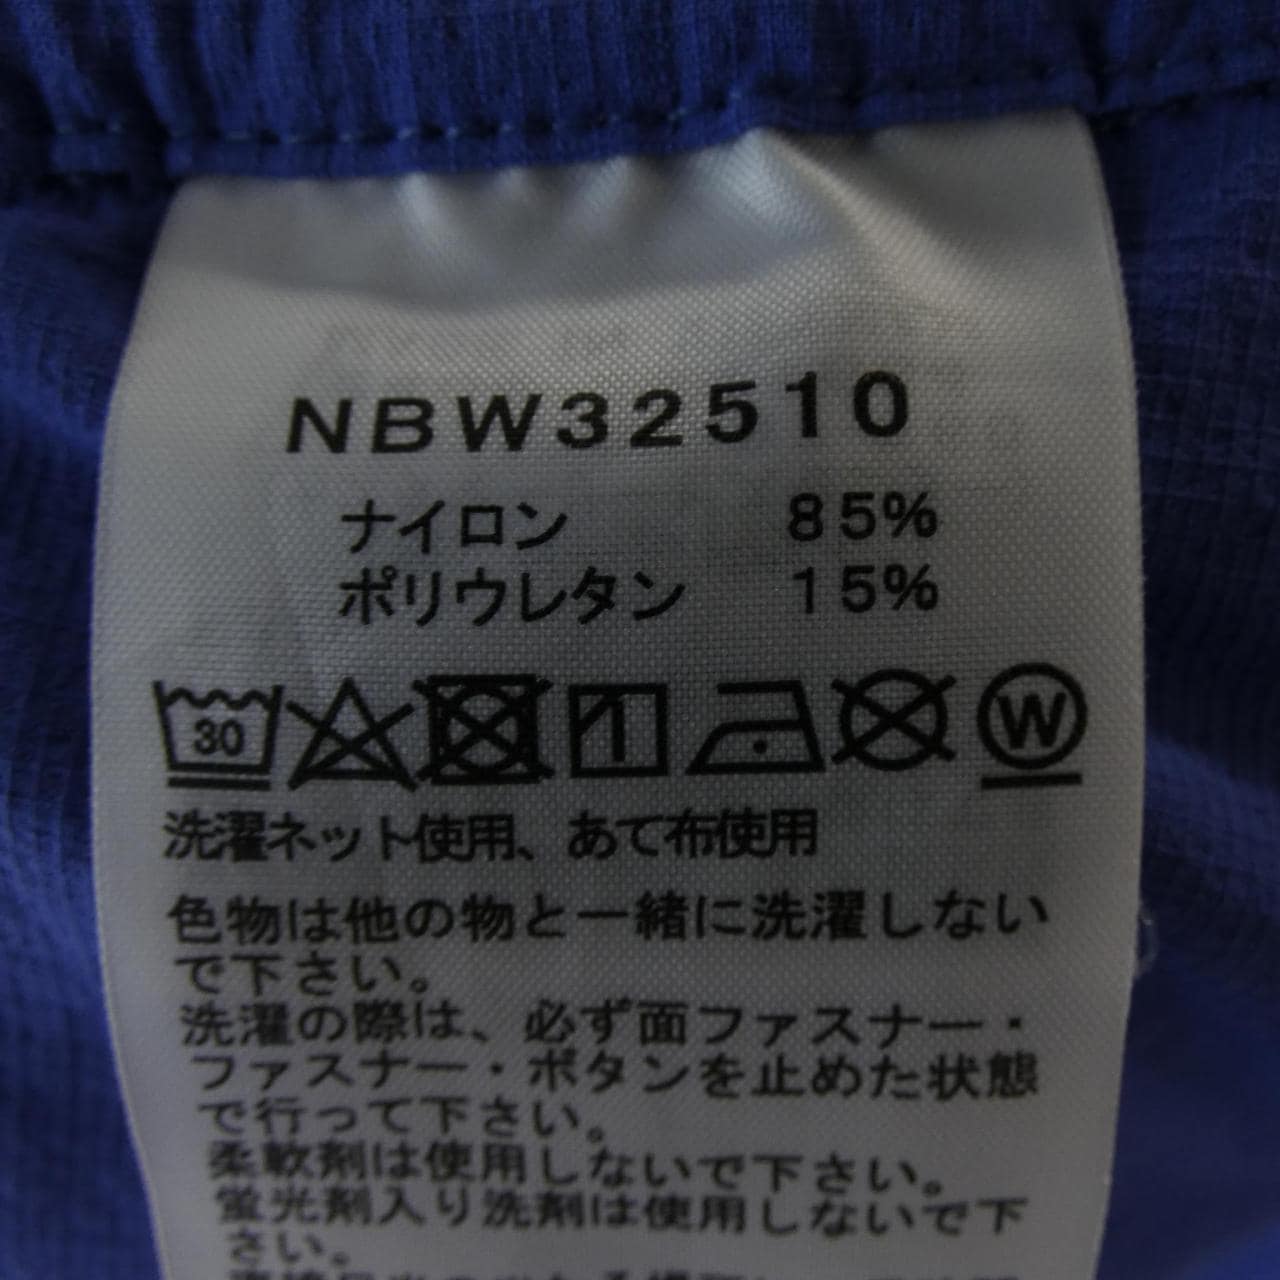 NBW32510
ナイロン 85%
ポリウレタン 15%
30 W
洗濯ネット使用、あて布使用
色物は他の物と一緒に洗濯しない
で下さい。
洗濯の際は、必ず面ファスナー・
ファスナー・ボタンを止めた状態
で行って下さい。
柔軟剤は使用しないで下さい。
蛍光剤入り洗剤は使用しないで下
さい。